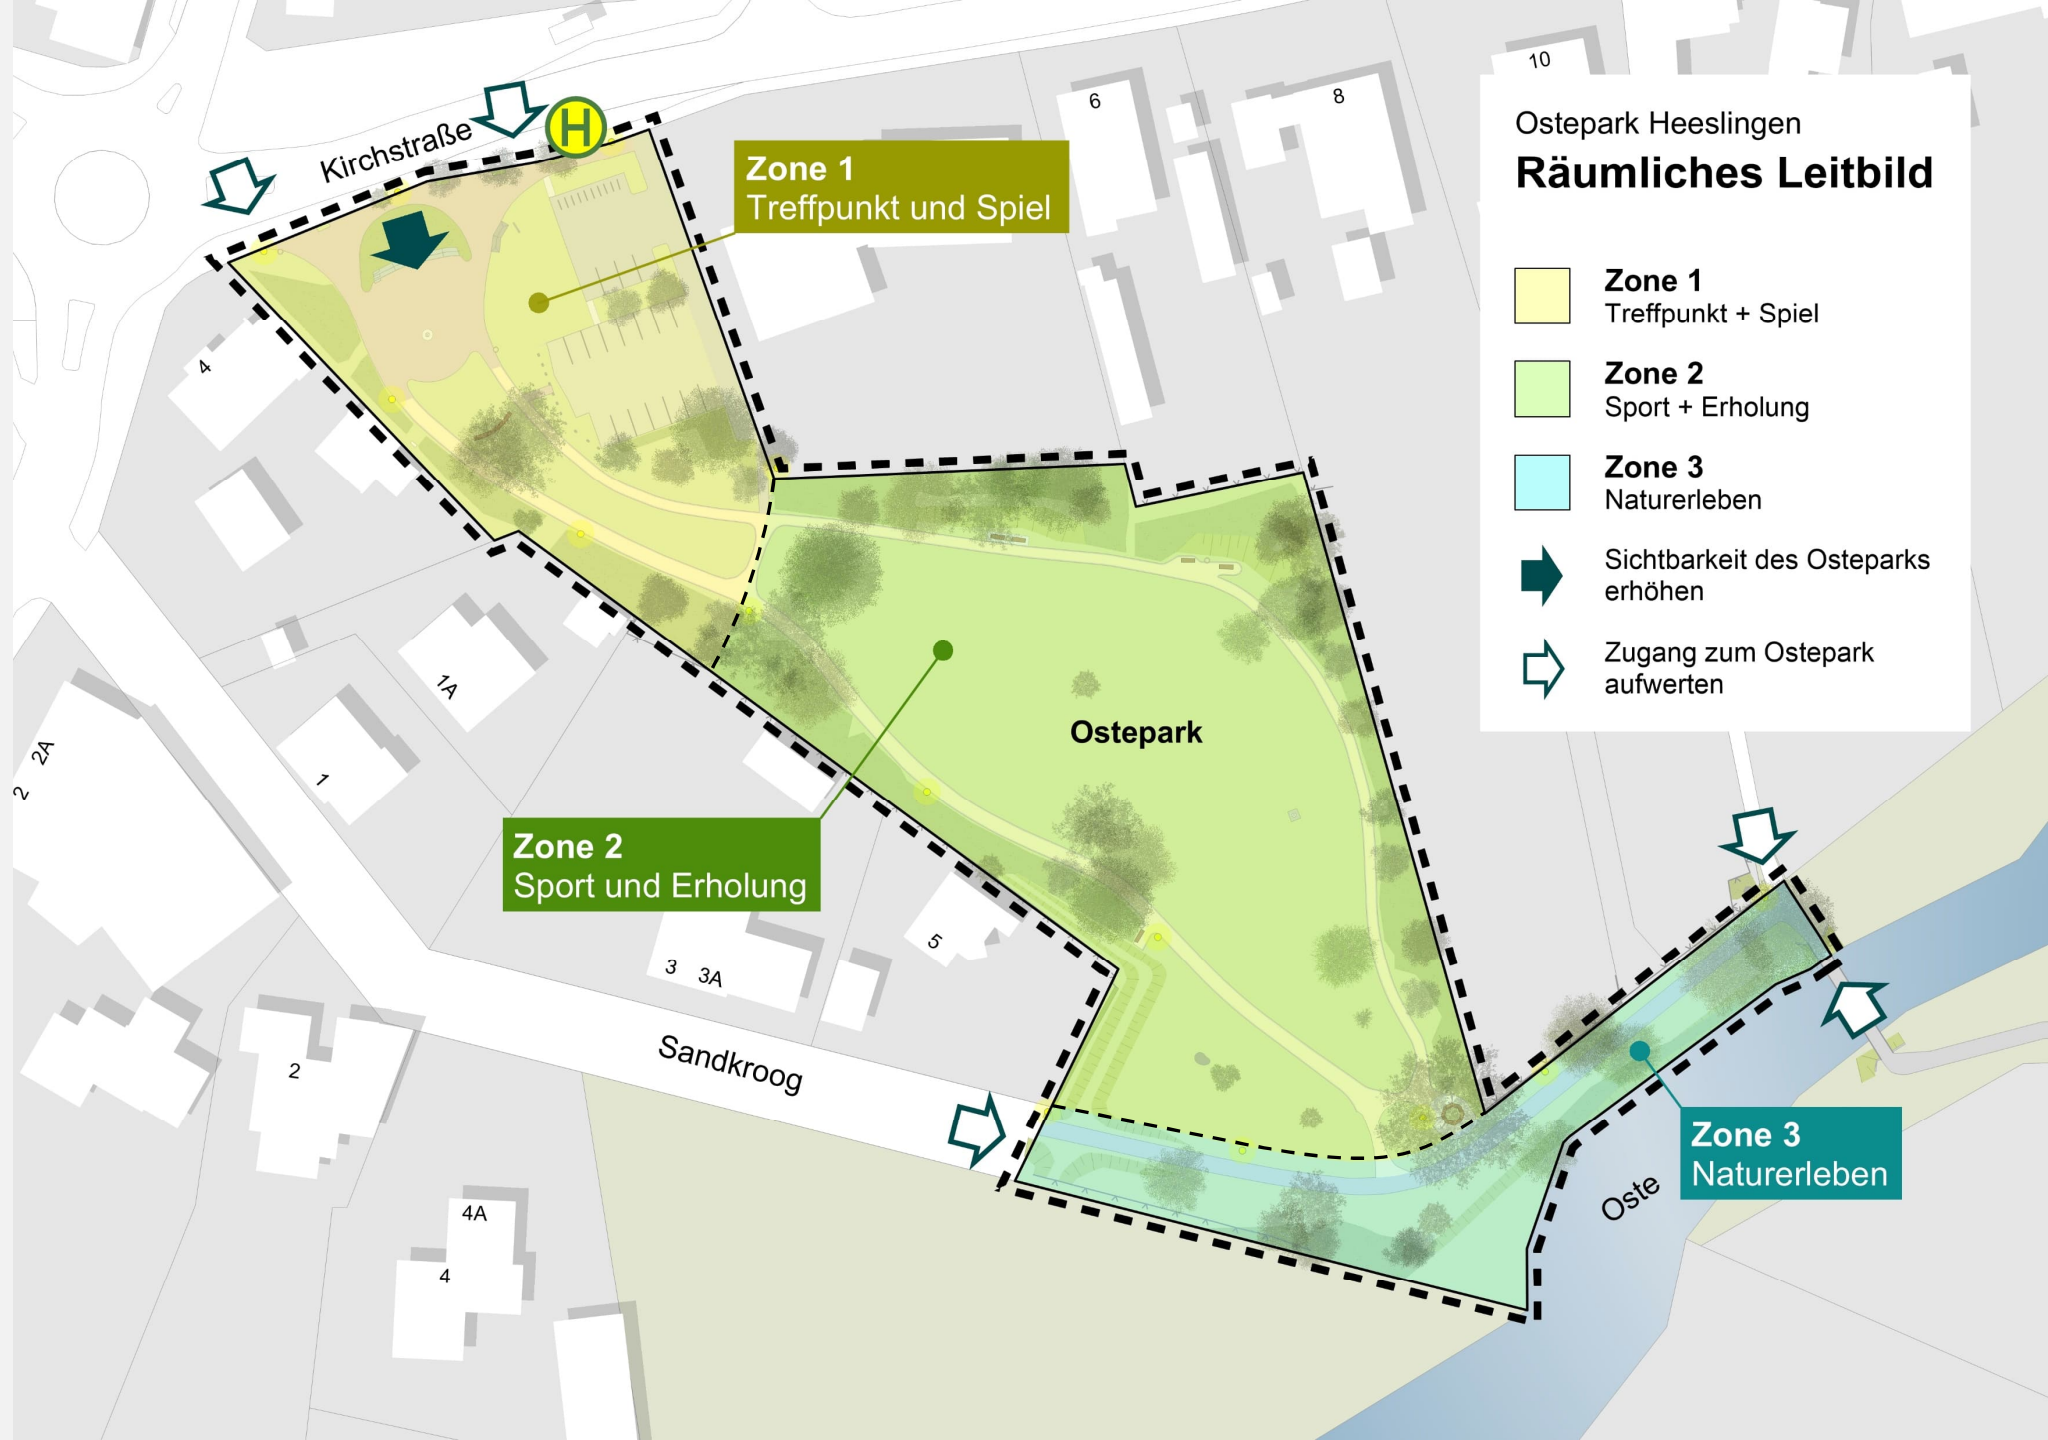 Kirchstraße
H
Zone 1
Treffpunkt und Spiel
6
8
10
Ostepark Heeslingen
Räumliches Leitbild
Zone 1
Treffpunkt + Spiel
Zone 2
Sport + Erholung
Zone 3
Naturerleben
Sichtbarkeit des Osteparks
erhöhen
Zugang zum Ostepark
aufwerten
4
1A
1
2A
2
Ostepark
Zone 2
Sport und Erholung
5
3
3A
Sandkroog
2
4A
4
Zone 3
Naturerleben
Oste